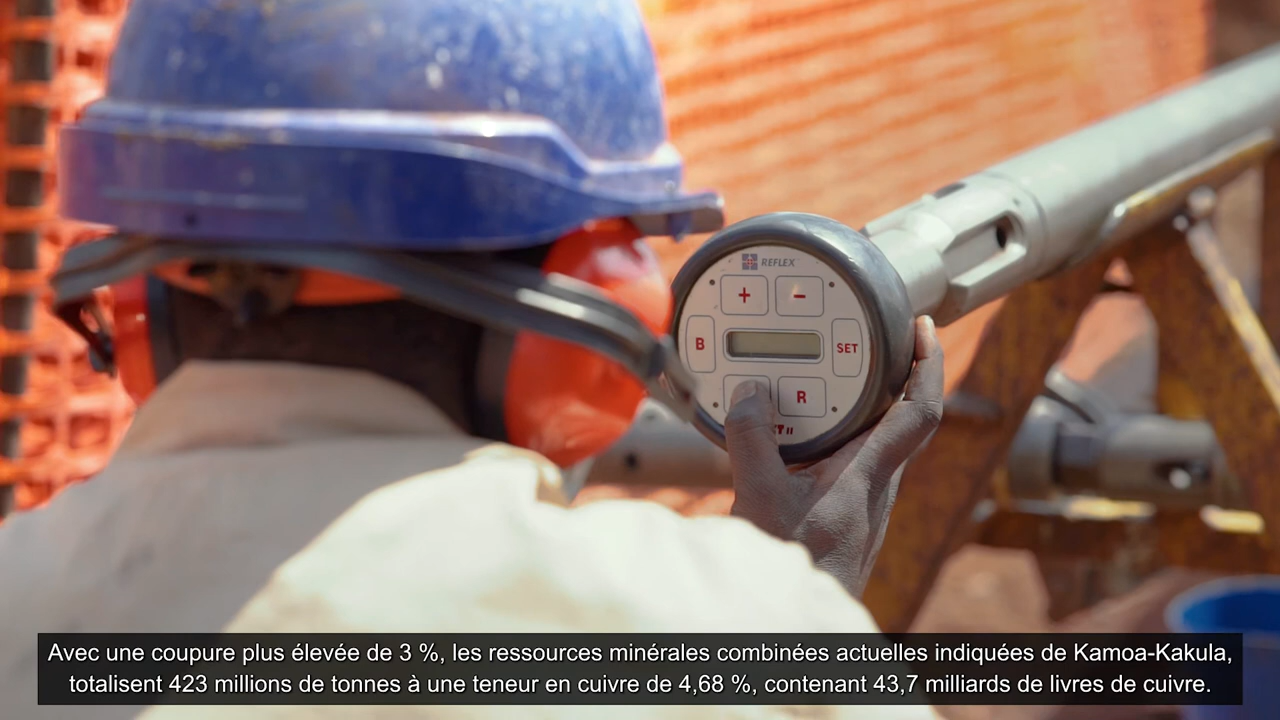 REFLEX
+ −
B SET
R
Avec une coupure plus élevée de 3 %, les ressources minérales combinées actuelles indiquées de Kamoa-Kakula,
totalisent 423 millions de tonnes à une teneur en cuivre de 4,68 %, contenant 43,7 milliards de livres de cuivre.